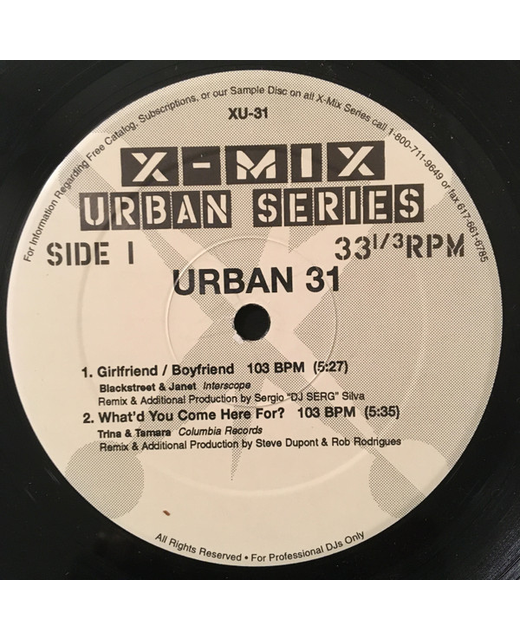 For Information Regarding Free Catalog, Subscriptions, or our Sample Disc on all X-Mix Series call 1-800-711-9649 or fax 617-661-6785
XU-31
X-MIX
URBAN SERIES
SIDE 1 33 1/3 RPM
URBAN 31
1. Girlfriend / Boyfriend 103 BPM (5:27)
Blackstreet & Janet Interscope
Remix & Additional Production by Sergio "DJ SERG" Silva
2. What'd You Come Here For? 103 BPM (5:35)
Trina & Tamara Columbia Records
Remix & Additional Production by Steve Dupont & Rob Rodrigues
All Rights Reserved • For Professional DJs Only